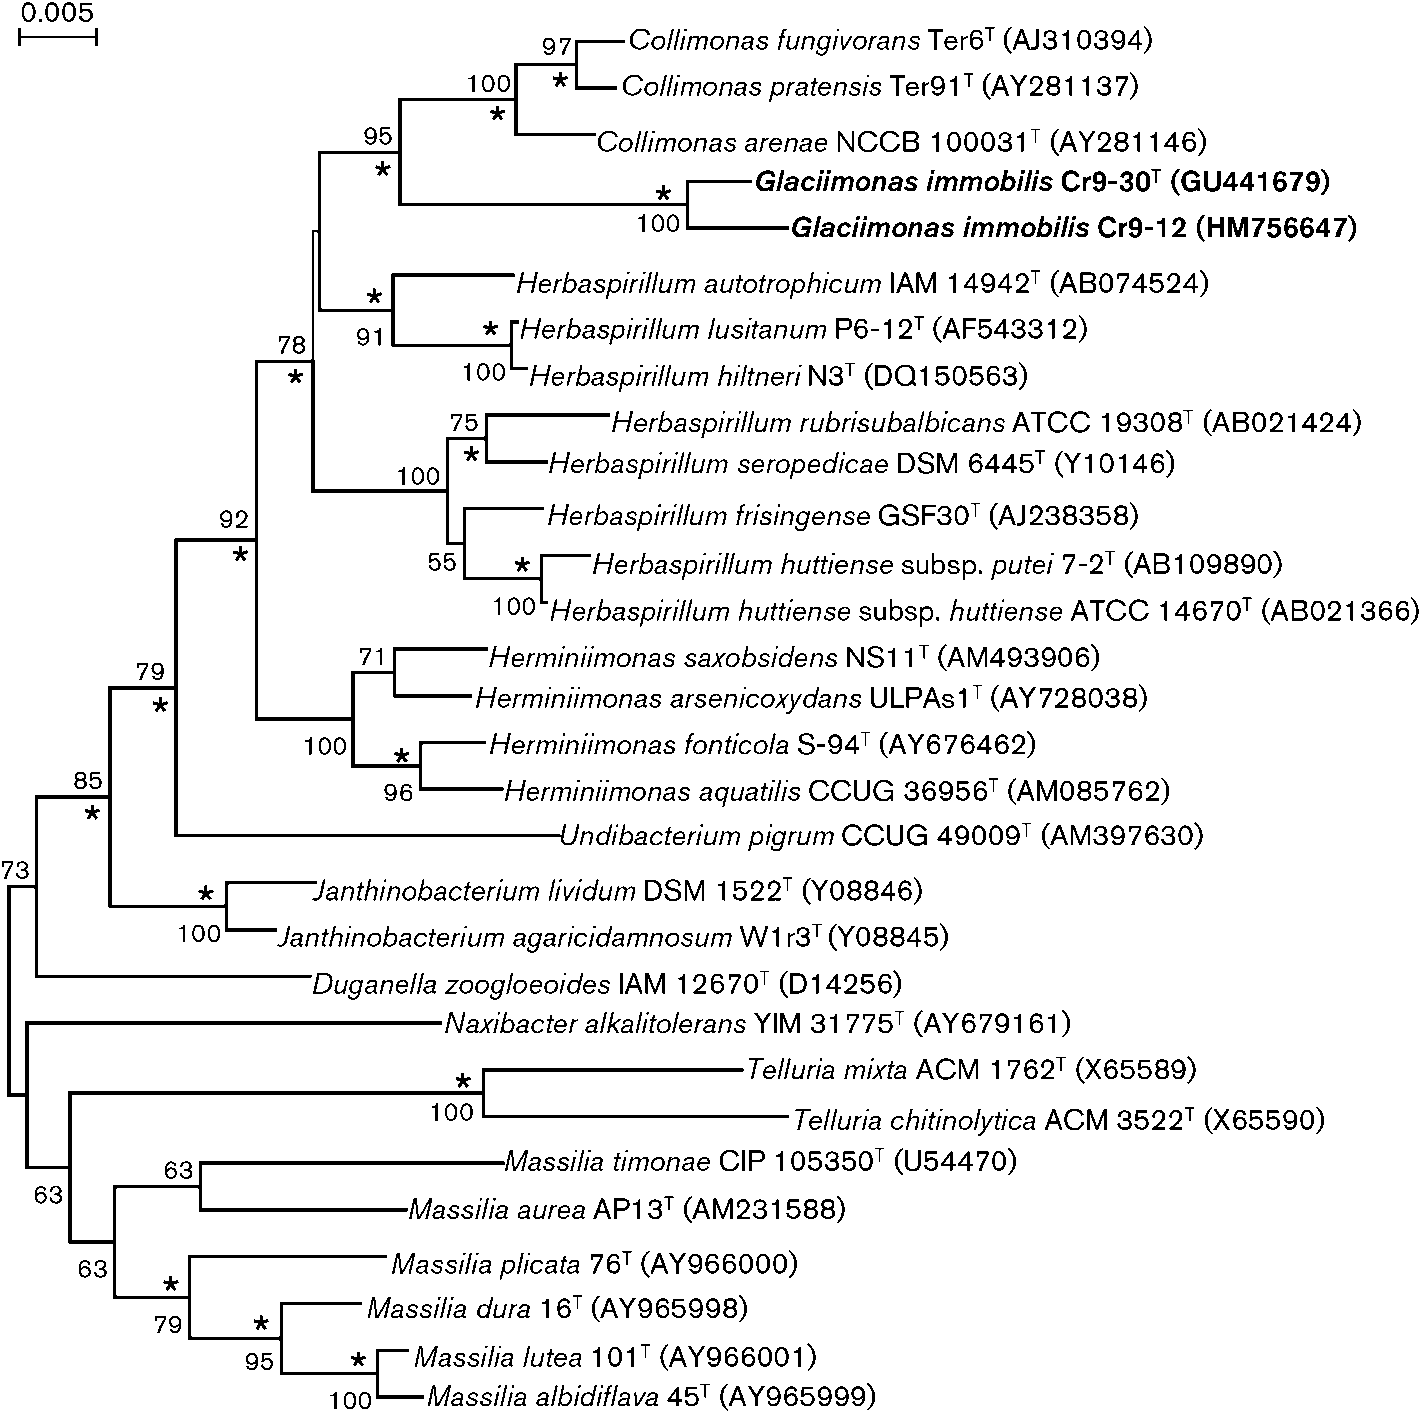 0.005
97
Collimonas fungivorans Ter6ᵀ (AJ310394)
*
100
Collimonas pratensis Ter91ᵀ (AY281137)
*
95
Collimonas arenae NCCB 100031ᵀ (AY281146)
*
Glaciimonas immobilis Cr9-30ᵀ (GU441679)
*
100
Glaciimonas immobilis Cr9-12 (HM756647)
Herbaspirillum autotrophicum IAM 14942ᵀ (AB074524)
*
91
Herbaspirillum lusitanum P6-12ᵀ (AF543312)
*
78
*
100
Herbaspirillum hiltneri N3ᵀ (DQ150563)
75
Herbaspirillum rubrisubalbicans ATCC 19308ᵀ (AB021424)
*
100
Herbaspirillum seropedicae DSM 6445ᵀ (Y10146)
92
Herbaspirillum frisingense GSF30ᵀ (AJ238358)
*
55
*
Herbaspirillum huttiense subsp. putei 7-2ᵀ (AB109890)
100
Herbaspirillum huttiense subsp. huttiense ATCC 14670ᵀ (AB021366)
71
Herminiimonas saxobsidens NS11ᵀ (AM493906)
79
*
Herminiimonas arsenicoxydans ULPAs1ᵀ (AY728038)
100
*
Herminiimonas fonticola S-94ᵀ (AY676462)
96
Herminiimonas aquatilis CCUG 36956ᵀ (AM085762)
85
*
Undibacterium pigrum CCUG 49009ᵀ (AM397630)
73
*
Janthinobacterium lividum DSM 1522ᵀ (Y08846)
100
Janthinobacterium agaricidamnosum W1r3ᵀ (Y08845)
Duganella zoogloeoides IAM 12670ᵀ (D14256)
Naxibacter alkalitolerans YIM 31775ᵀ (AY679161)
*
Telluria mixta ACM 1762ᵀ (X65589)
100
Telluria chitinolytica ACM 3522ᵀ (X65590)
63
Massilia timonae CIP 105350ᵀ (U54470)
63
Massilia aurea AP13ᵀ (AM231588)
63
Massilia plicata 76ᵀ (AY966000)
*
79
*
Massilia dura 16ᵀ (AY965998)
95
*
Massilia lutea 101ᵀ (AY966001)
100
Massilia albidiflava 45ᵀ (AY965999)